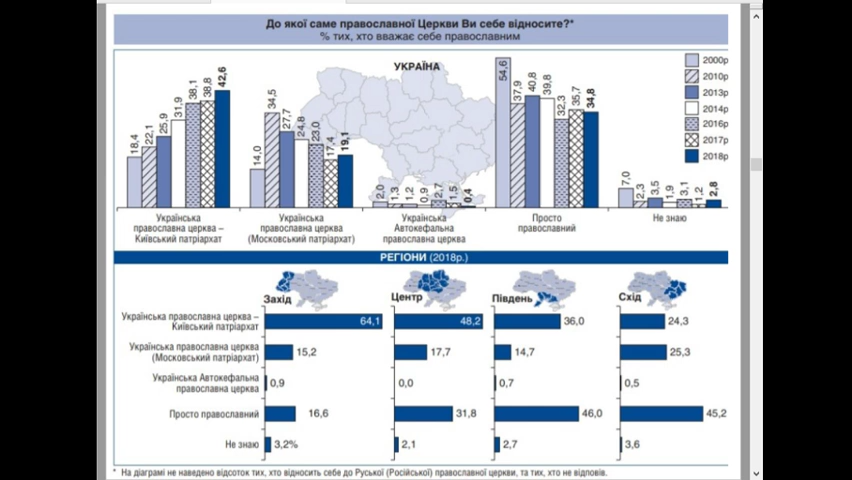 До якої саме православної Церкви Ви себе відносите?*
% тих, хто вважає себе православним
УКРАЇНА
2000р
2010р
2013р
2014р
2016р
2017р
2018р
18,4 22,1 25,9 31,9 38,1 38,8 42,6
14,0 34,5 27,7 24,8 23,0 17,4 19,1
2,0 1,3 1,2 0,9 2,7 1,5 0,4
54,6 37,9 40,8 39,8 32,3 35,7 34,8
7,0 2,3 3,5 1,9 3,1 1,2 2,8
Українська
православна церква –
Київський патріархат
Українська
православна церква
(Московський патріархат)
Українська
Автокефальна
православна церква
Просто
православний
Не знаю
РЕГІОНИ (2018р.)
Захід Центр Південь Схід
Українська православна церква –
Київський патріархат
64,1 48,2 36,0 24,3
Українська православна церква
(Московський патріархат)
15,2 17,7 14,7 25,3
Українська Автокефальна
православна церква
0,9 0,0 0,7 0,5
Просто православний 16,6 31,8 46,0 45,2
Не знаю 3,2% 2,1 2,7 3,6
* На діаграмі не наведено відсоток тих, хто відносить себе до Руської (Російської) православної церкви, та тих, хто не відповів.